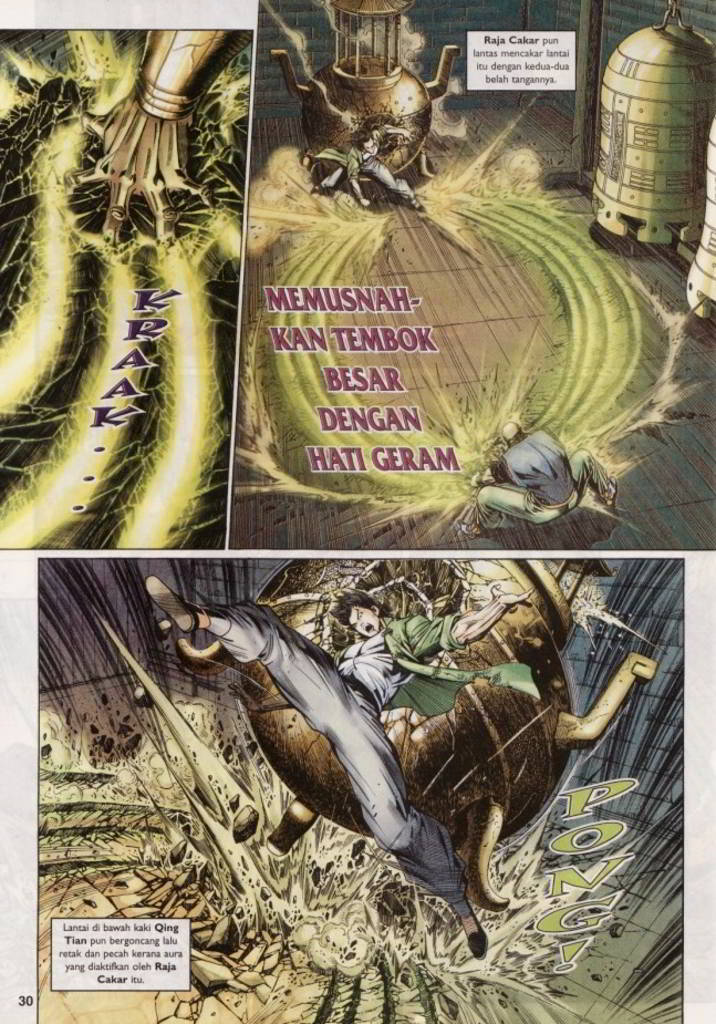 Raja Cakar pun
lantas mencakar lantai
itu dengan kedua-dua
belah tangannya.
KRAAK...
MEMUSNAH-
KAN TEMBOK
BESAR
DENGAN
HATI GERAM
PONG!
Lantai di bawah kaki Qing
Tian pun bergoncang lalu
retak dan pecah kerana aura
yang diaktifkan oleh Raja
Cakar itu.
30